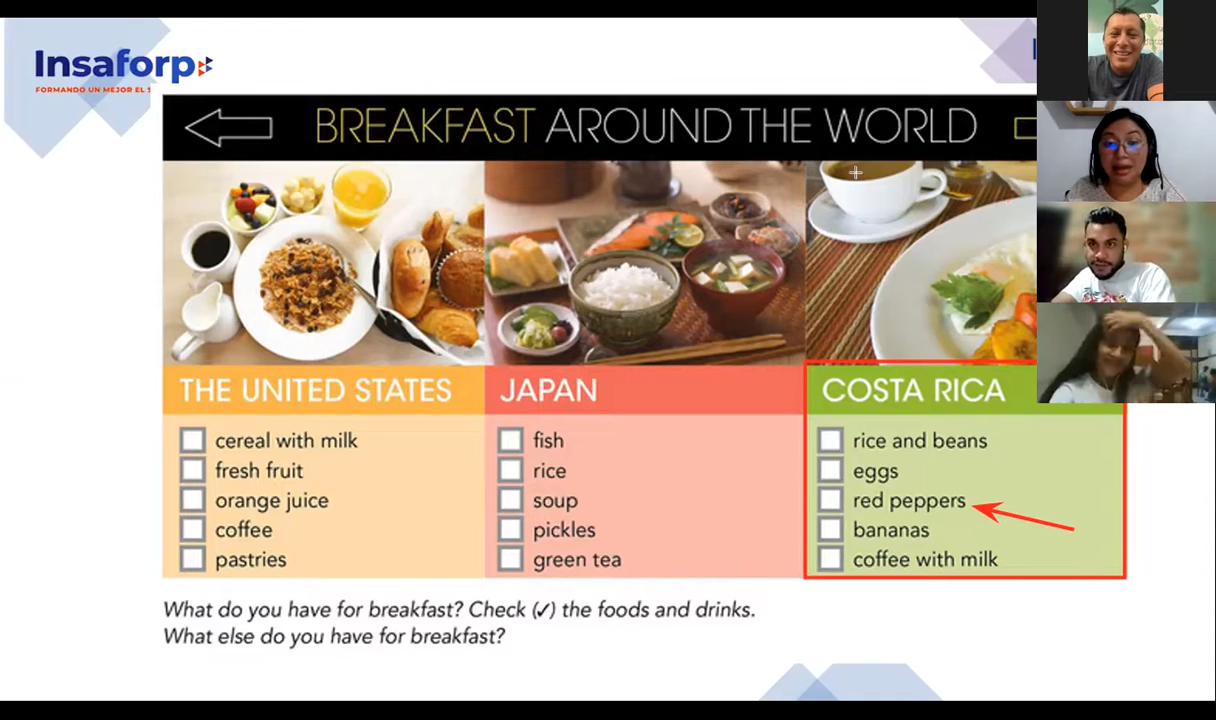 Insaforp
BREAKFAST AROUND THE WORLD
THE UNITED STATES
cereal with milk
fresh fruit
orange juice
coffee
pastries
JAPAN
fish
rice
soup
pickles
green tea
COSTA RICA
rice and beans
eggs
red peppers
bananas
coffee with milk
What do you have for breakfast? Check (✓) the foods and drinks.
What else do you have for breakfast?